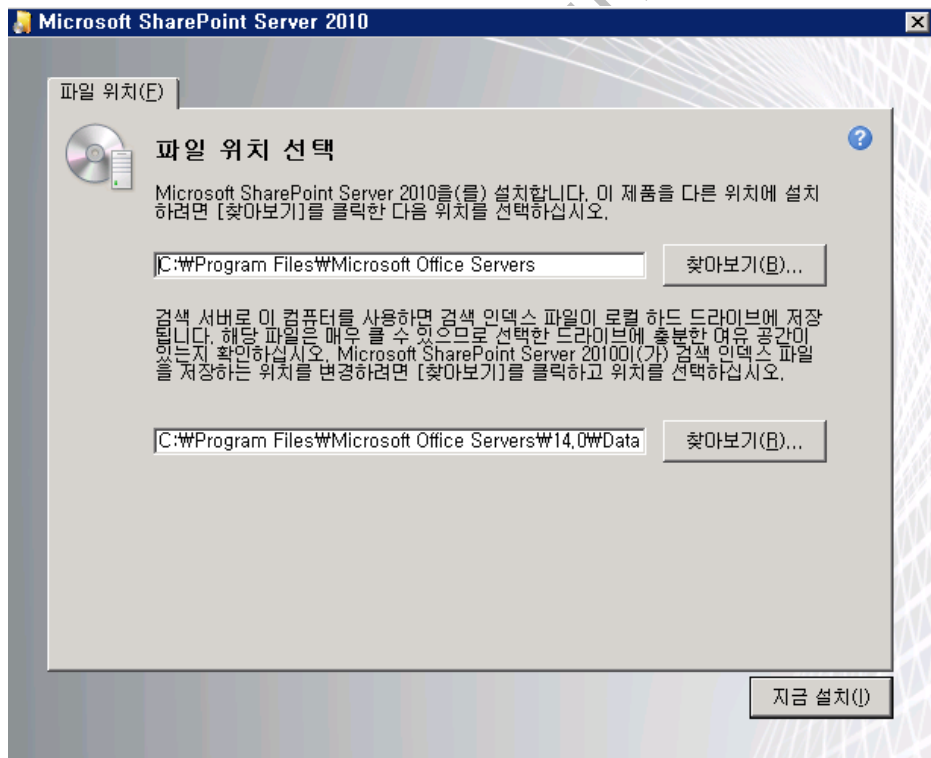 Microsoft SharePoint Server 2010
파일 위치(F)
파일 위치 선택
Microsoft SharePoint Server 2010을(를) 설치합니다. 이 제품을 다른 위치에 설치
하려면 [찾아보기]를 클릭한 다음 위치를 선택하십시오.
C:₩Program Files₩Microsoft Office Servers
찾아보기(B)...
검색 서버로 이 컴퓨터를 사용하면 검색 인덱스 파일이 로컬 하드 드라이브에 저장
됩니다. 해당 파일은 매우 클 수 있으므로 선택한 드라이브에 충분한 여유 공간이
있는지 확인하십시오. Microsoft SharePoint Server 2010이(가) 검색 인덱스 파일
을 저장하는 위치를 변경하려면 [찾아보기]를 클릭하고 위치를 선택하십시오.
C:₩Program Files₩Microsoft Office Servers₩14.0₩Data
찾아보기(R)...
지금 설치(I)